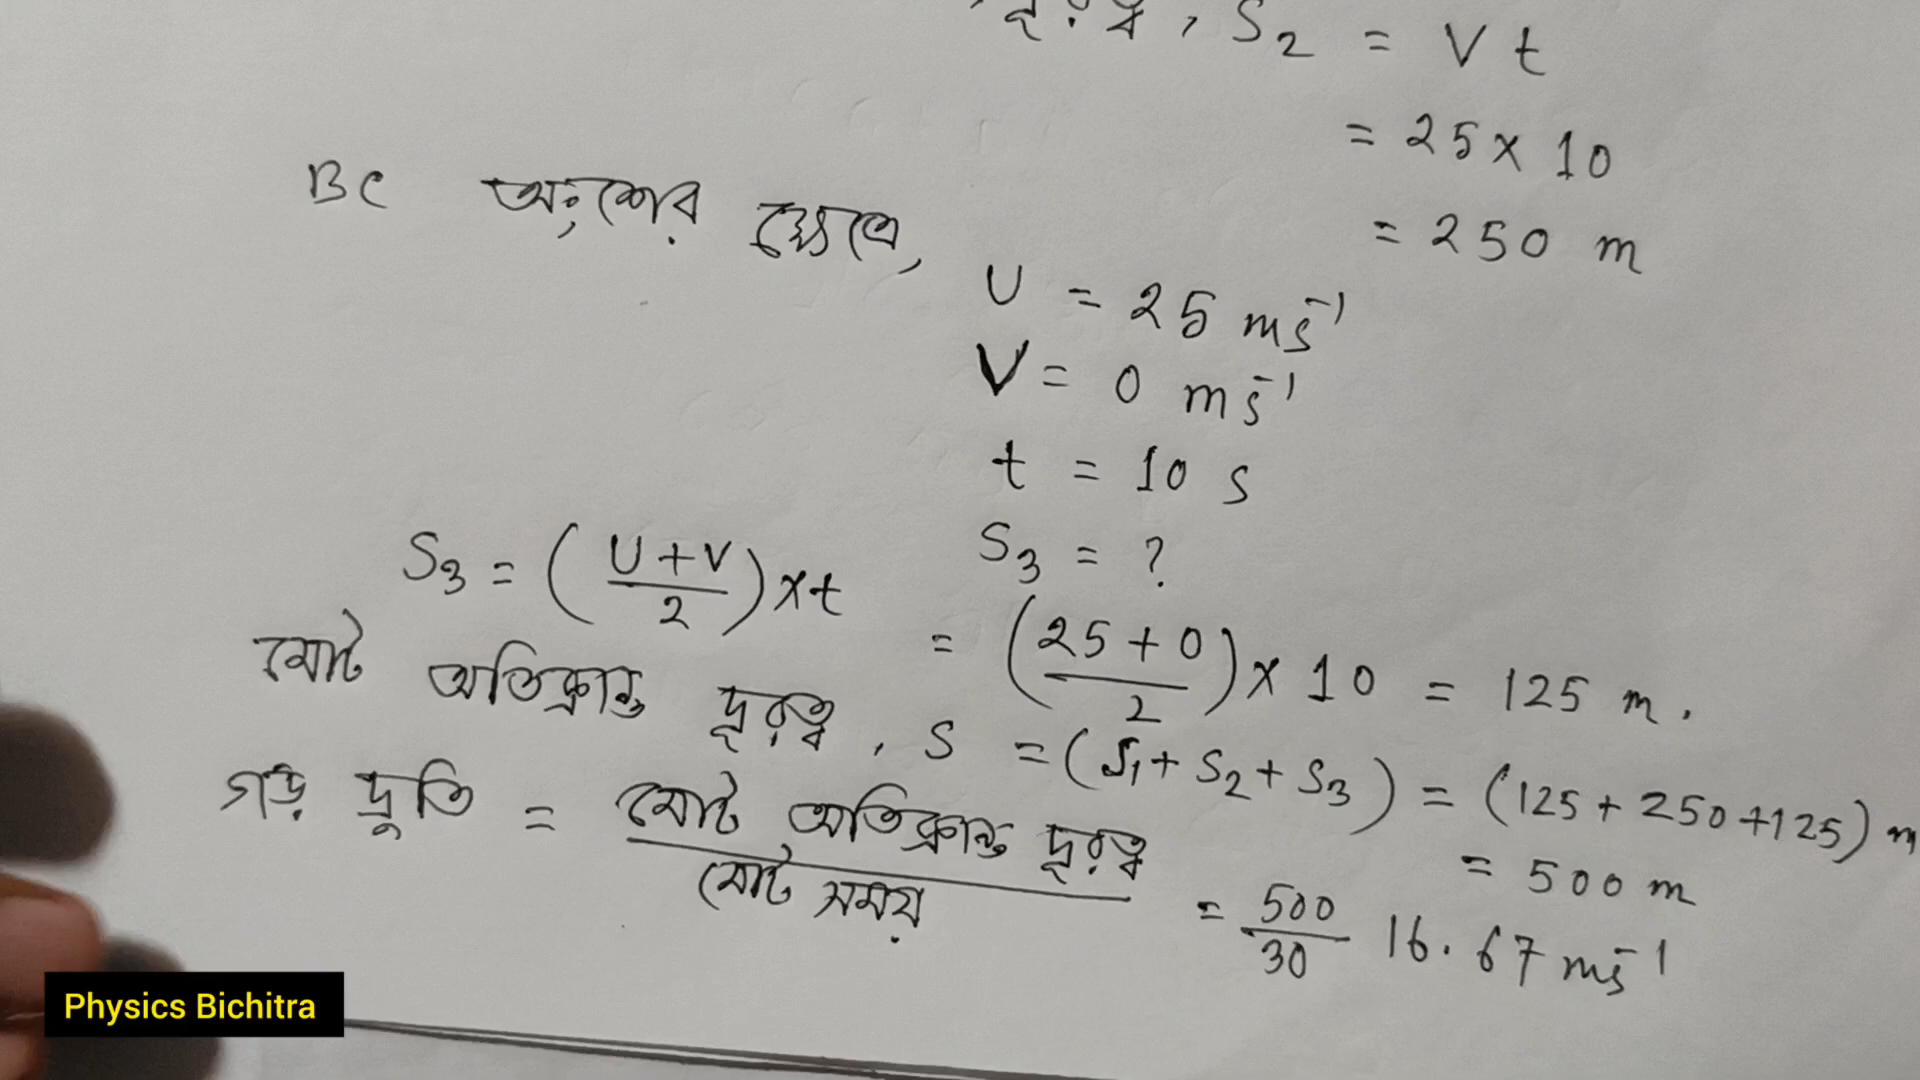 দূরত্ব, S₂ = Vt
= 25 × 10
= 250 m
BC অংশের ক্ষেত্রে,
U = 25 ms⁻¹
V = 0 ms⁻¹
t = 10 s
S₃ = ?
S₃ = (U+V/2) × t
= (25+0/2) × 10 = 125 m.
মোট অতিক্রান্ত দূরত্ব, S = (S₁ + S₂ + S₃) = (125 + 250 + 125) m
= 500 m
গড় দ্রুতি = মোট অতিক্রান্ত দূরত্ব / মোট সময় = 500/30 16.67 ms⁻¹
Physics Bichitra